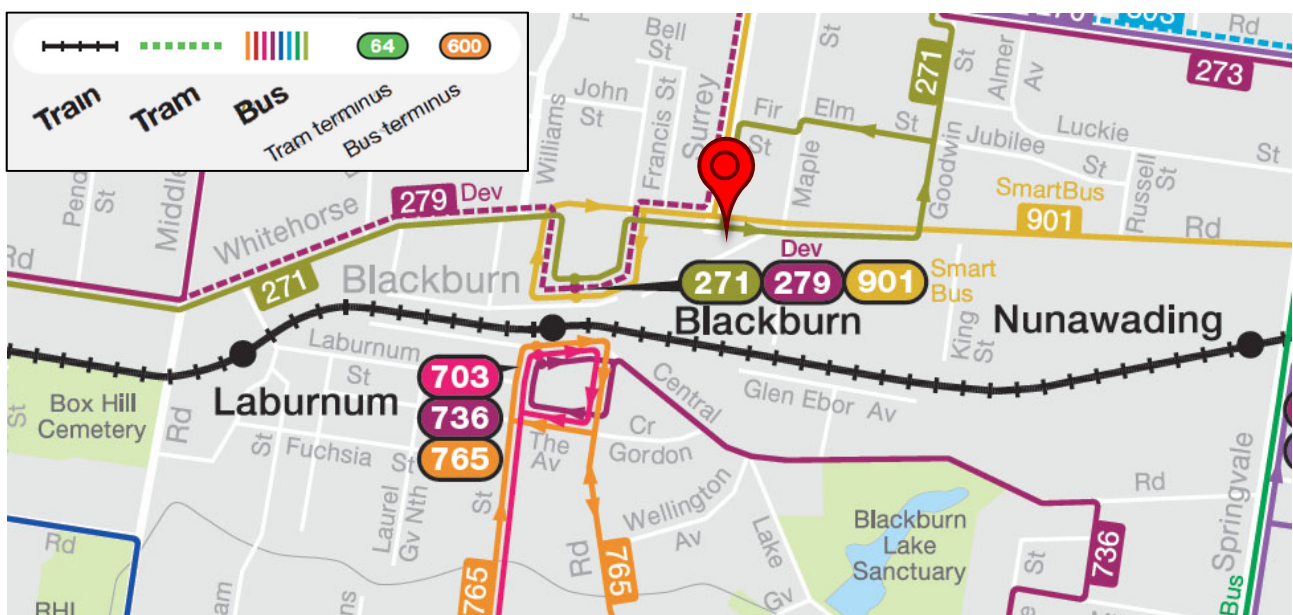 64
600
Train
Tram
Bus
Tram terminus
Bus terminus
Bell
St
Rd
273
271
St
Almer
Av
St
John
St
Williams
Francis St
Surrey
Fir
St
Elm
St
Maple
Goodwin
Jubilee
St
Luckie
St
Russell
St
SmartBus
901
Rd
Pend
St
Middle
Whitehorse
279
Dev
271
Rd
Blackburn
Dev
271
279
901
Smart
Bus
Blackburn
Nunawading
King
St
Laburnum
St
Laburnum
703
736
765
Box Hill
Cemetery
St
Rd
St
Fuchsia
St
Laurel
Gv Nth
St
The
Av
Cr
Gordon
Central
Glen Ebor Av
Wellington
Av
Lake
Gv
Blackburn
Lake
Sanctuary
Rd
St
736
Springvale
Bus
Rd
RHL
765
Rd
765